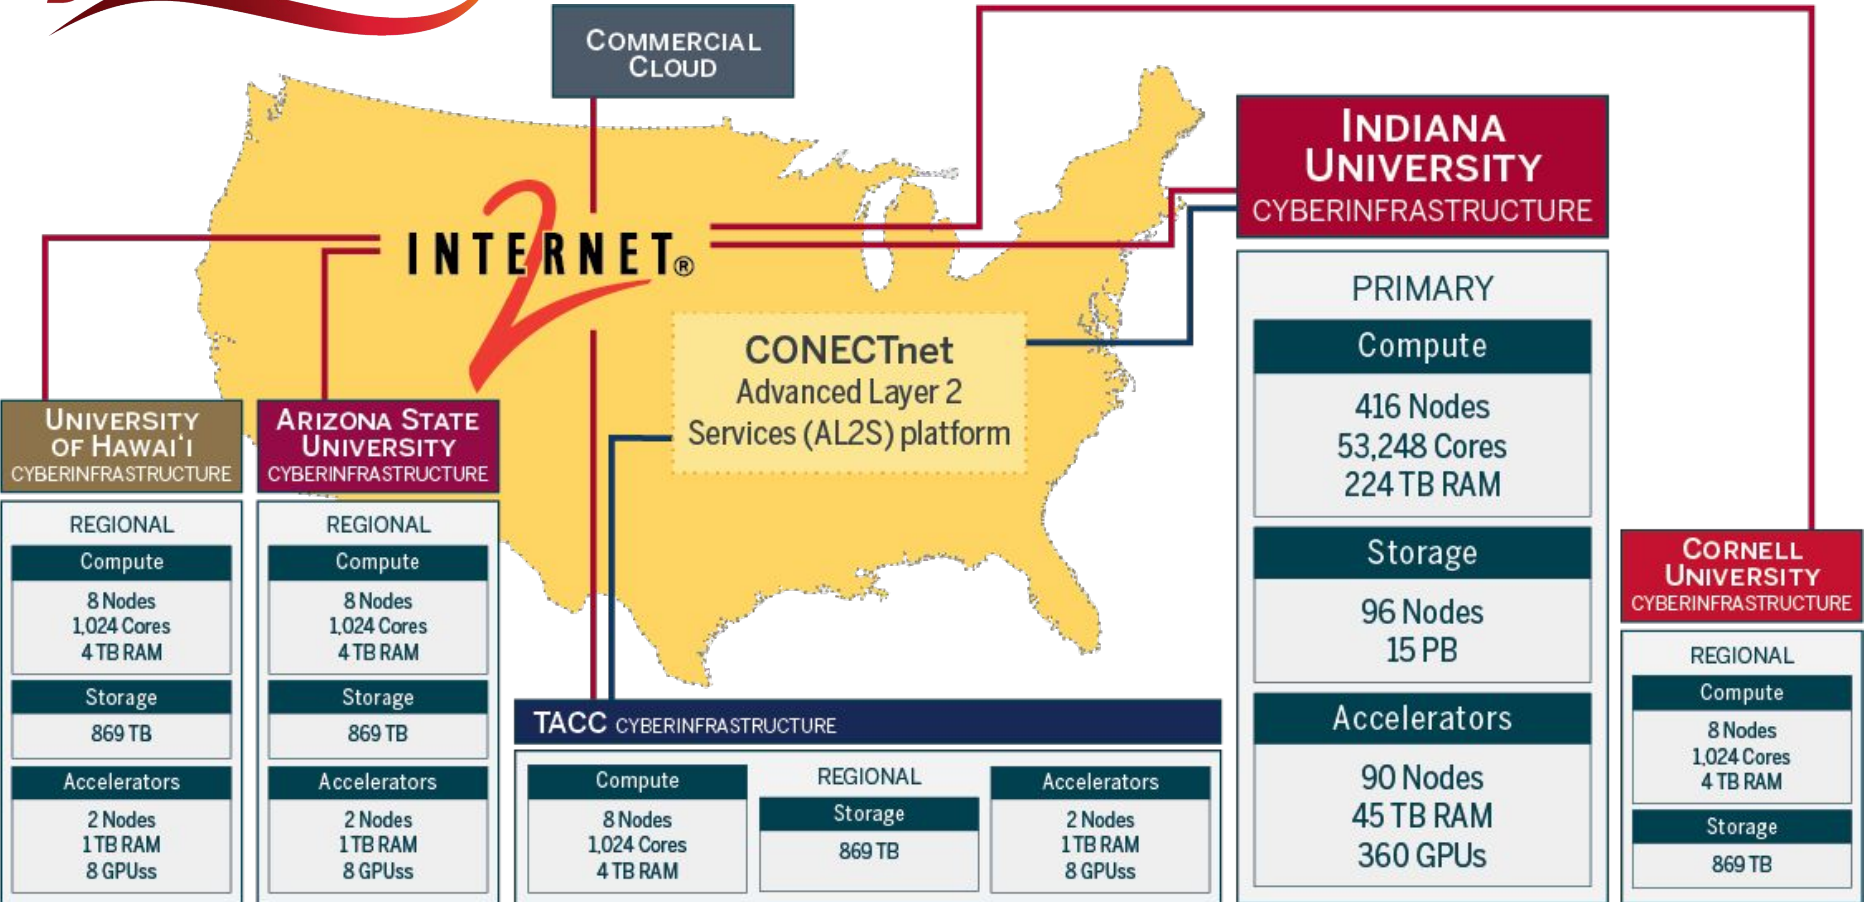 COMMERCIAL
CLOUD
INTERNET®
2
CONECTnet
Advanced Layer 2
Services (AL2S) platform
UNIVERSITY
OF HAWAIʻI
CYBERINFRASTRUCTURE
REGIONAL
Compute
8 Nodes
1,024 Cores
4 TB RAM
Storage
869 TB
Accelerators
2 Nodes
1 TB RAM
8 GPUss
ARIZONA STATE
UNIVERSITY
CYBERINFRASTRUCTURE
REGIONAL
Compute
8 Nodes
1,024 Cores
4 TB RAM
Storage
869 TB
Accelerators
2 Nodes
1 TB RAM
8 GPUss
TACC CYBERINFRASTRUCTURE
REGIONAL
Compute
8 Nodes
1,024 Cores
4 TB RAM
Storage
869 TB
Accelerators
2 Nodes
1 TB RAM
8 GPUss
INDIANA
UNIVERSITY
CYBERINFRASTRUCTURE
PRIMARY
Compute
416 Nodes
53,248 Cores
224 TB RAM
Storage
96 Nodes
15 PB
Accelerators
90 Nodes
45 TB RAM
360 GPUs
CORNELL
UNIVERSITY
CYBERINFRASTRUCTURE
REGIONAL
Compute
8 Nodes
1,024 Cores
4 TB RAM
Storage
869 TB